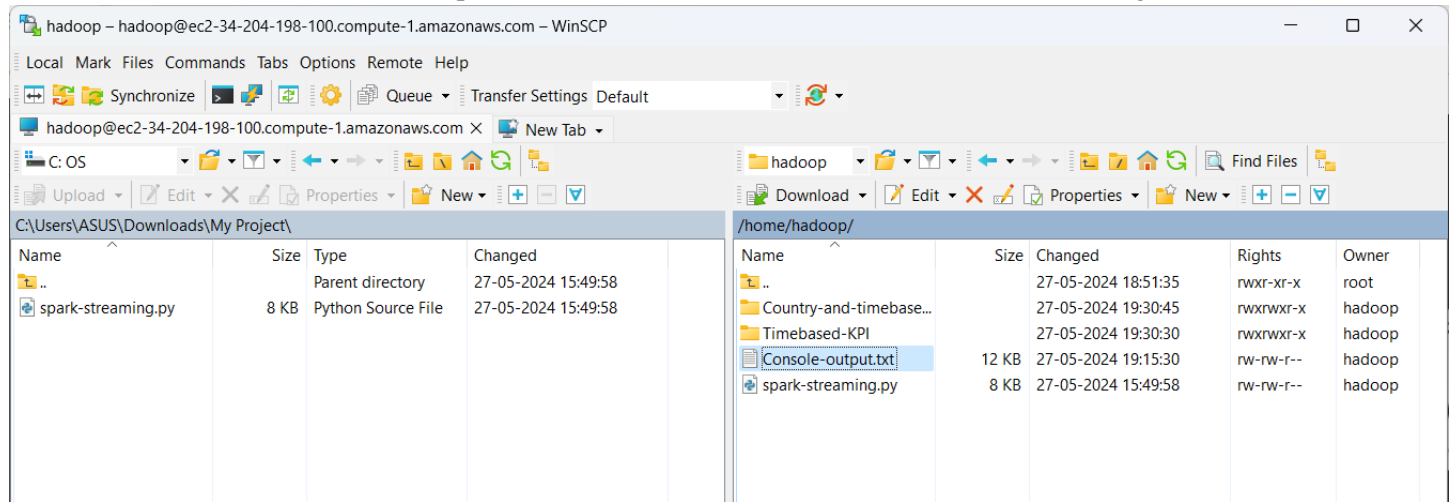 hadoop – hadoop@ec2-34-204-198-100.compute-1.amazonaws.com – WinSCP
Local Mark Files Commands Tabs Options Remote Help
Synchronize Queue Transfer Settings Default
hadoop@ec2-34-204-198-100.compute-1.amazonaws.com × New Tab
C: OS
hadoop Find Files
Upload Edit Properties New
Download Edit Properties New
C:\Users\ASUS\Downloads\My Project\
Name Size Type Changed
.. Parent directory 27-05-2024 15:49:58
spark-streaming.py 8 KB Python Source File 27-05-2024 15:49:58
/home/hadoop/
Name Size Changed Rights Owner
.. 27-05-2024 18:51:35 rwxr-xr-x root
Country-and-timebase... 27-05-2024 19:30:45 rwxrwxr-x hadoop
Timebased-KPI 27-05-2024 19:30:30 rwxrwxr-x hadoop
Console-output.txt 12 KB 27-05-2024 19:15:30 rw-rw-r-- hadoop
spark-streaming.py 8 KB 27-05-2024 15:49:58 rw-rw-r-- hadoop